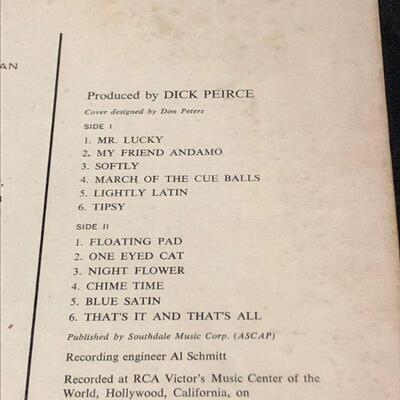 AN
Produced by DICK PEIRCE
Cover designed by Don Peters
SIDE I
1. MR. LUCKY
2. MY FRIEND ANDAMO
3. SOFTLY
4. MARCH OF THE CUE BALLS
5. LIGHTLY LATIN
6. TIPSY
SIDE II
1. FLOATING PAD
2. ONE EYED CAT
3. NIGHT FLOWER
4. CHIME TIME
5. BLUE SATIN
6. THAT'S IT AND THAT'S ALL
Published by Southdale Music Corp. (ASCAP)
Recording engineer Al Schmitt
Recorded at RCA Victor's Music Center of the
World, Hollywood, California, on